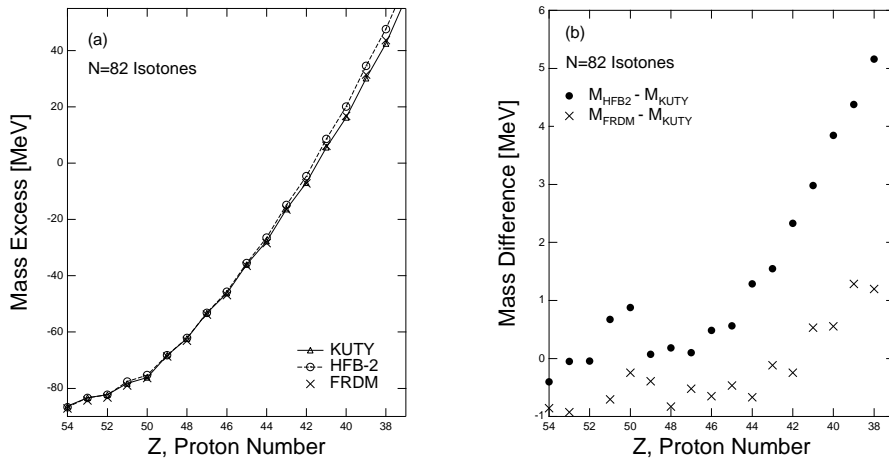 (a)
N=82 Isotones
Mass Excess [MeV]
40
20
0
-20
-40
-60
-80
KUTY
HFB-2
FRDM
54 52 50 48 46 44 42 40 38
Z, Proton Number
(b)
N=82 Isotones
M_HFB2 - M_KUTY
M_FRDM - M_KUTY
Mass Difference [MeV]
6
5
4
3
2
1
0
-1
54 52 50 48 46 44 42 40 38
Z, Proton Number